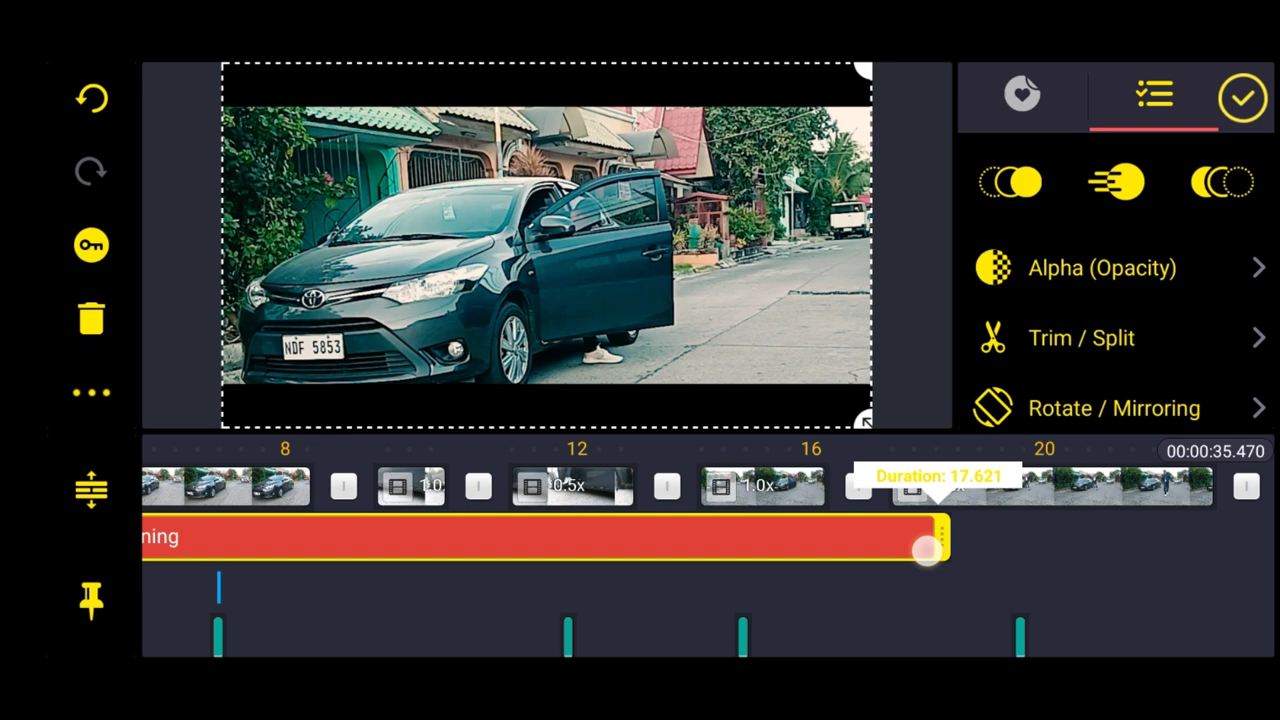 NDF 5853
Alpha (Opacity)
Trim / Split
Rotate / Mirroring
8
12
16
20
00:00:35.470
Duration: 17.621
1.0
0.5x
1.0x
x
ning